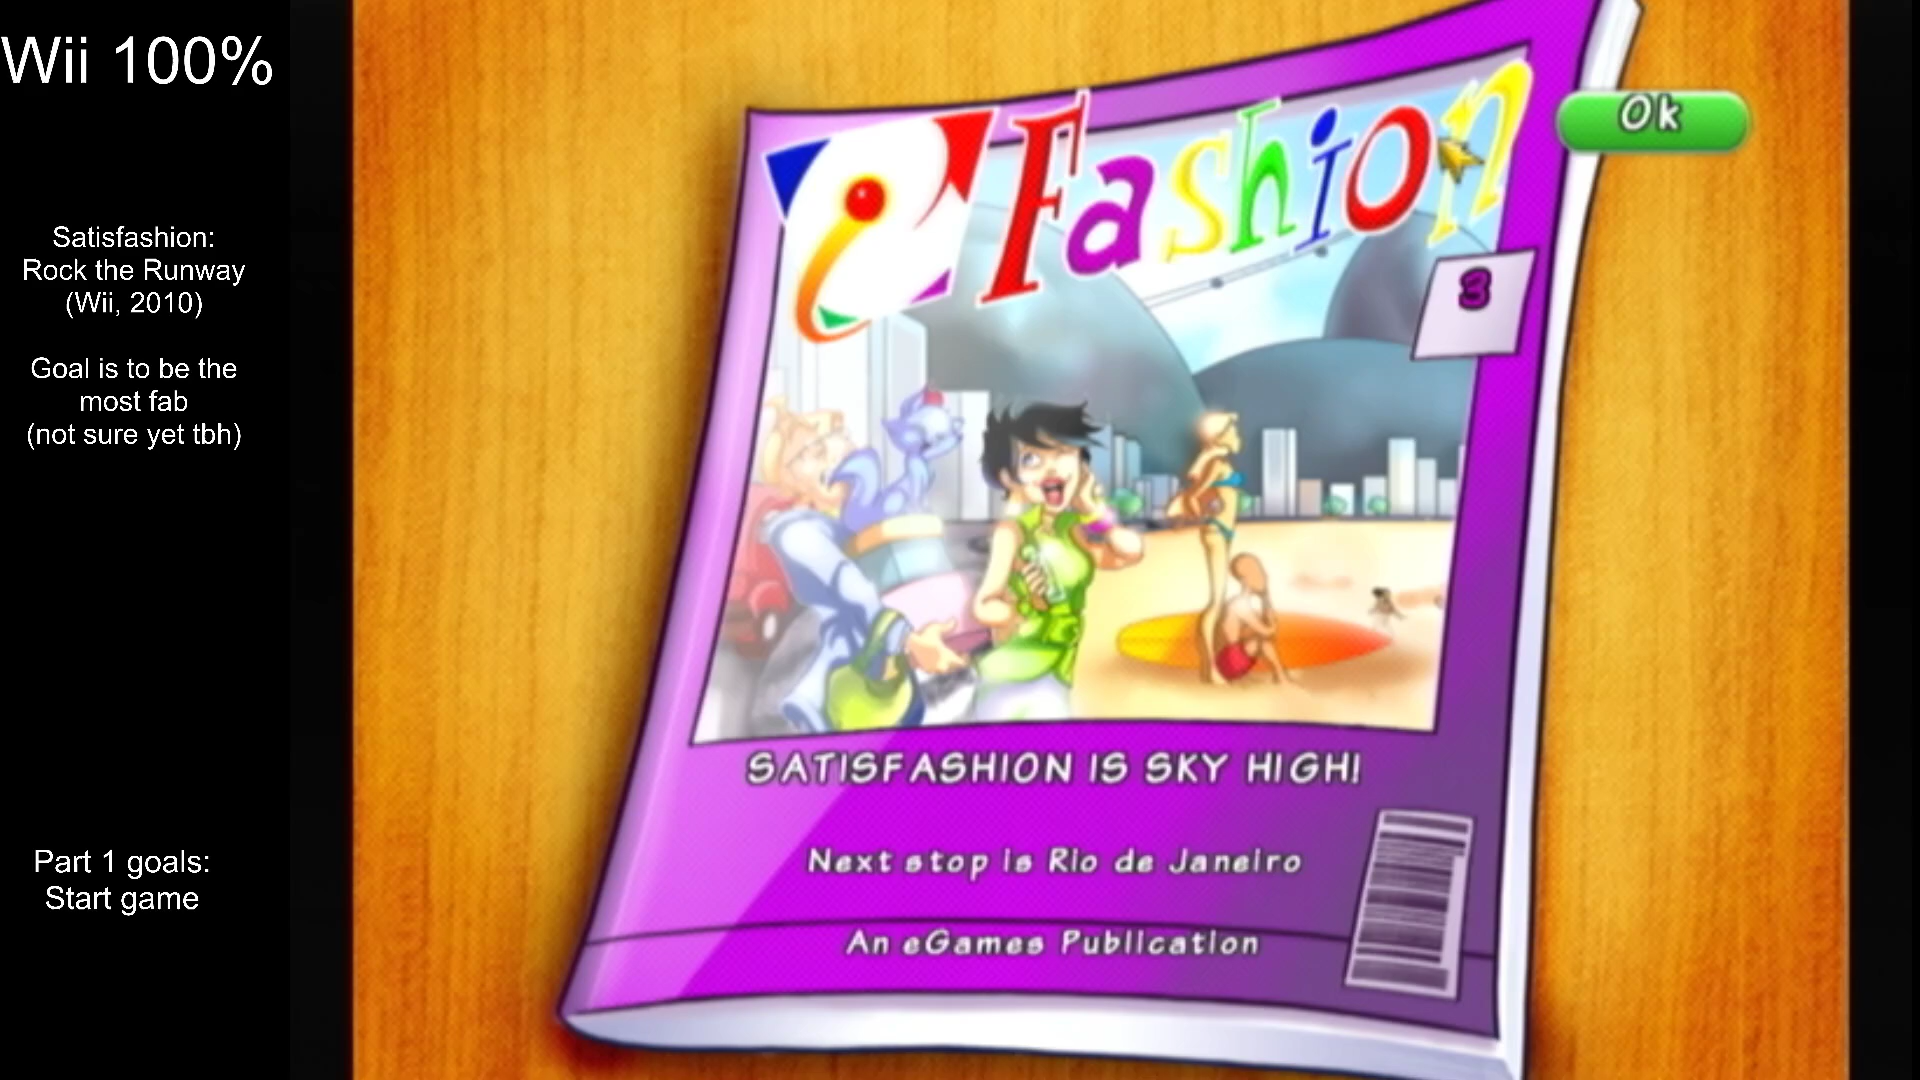 Wii 100%
Satisfashion:
Rock the Runway
(Wii, 2010)
Goal is to be the
most fab
(not sure yet tbh)
Part 1 goals:
Start game
i Fashion
Ok
3
SATISFASHION IS SKY HIGH!
Next stop is Rio de Janeiro
An eGames Publication